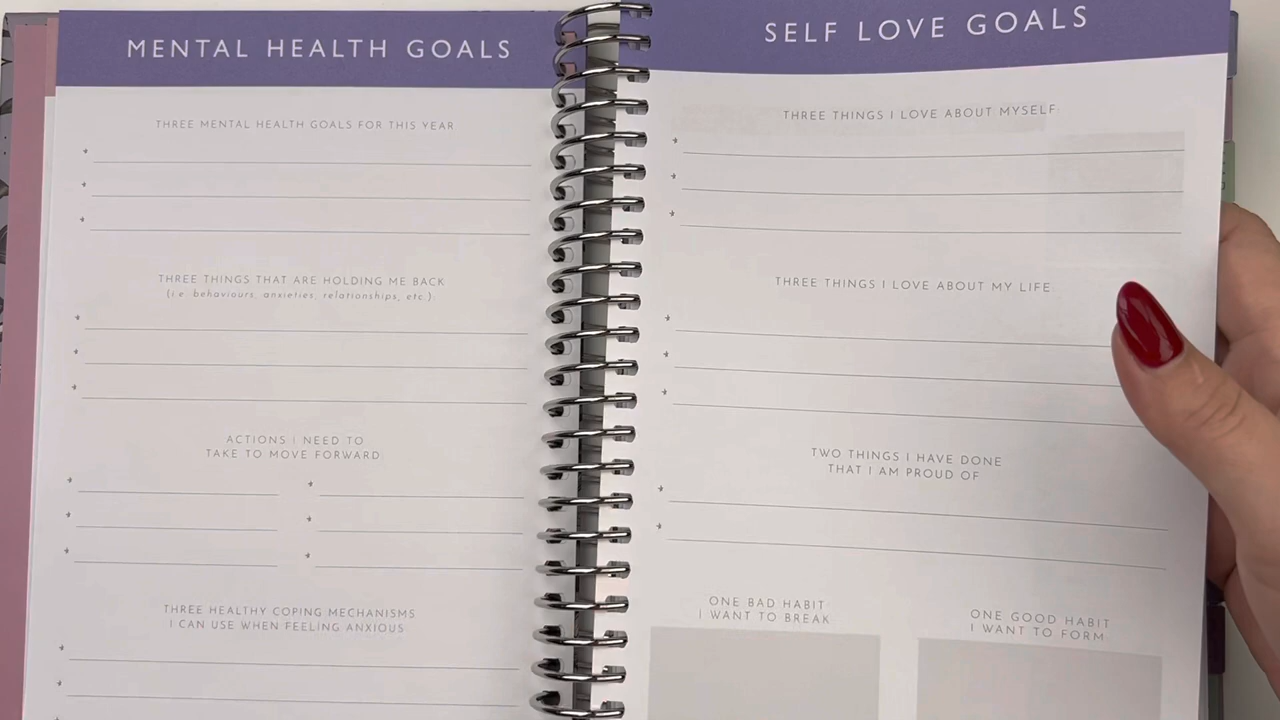 MENTAL HEALTH GOALS
THREE MENTAL HEALTH GOALS FOR THIS YEAR
THREE THINGS THAT ARE HOLDING ME BACK
(i.e. behaviours, anxieties, relationships, etc.)
ACTIONS I NEED TO
TAKE TO MOVE FORWARD
THREE HEALTHY COPING MECHANISMS
I CAN USE WHEN FEELING ANXIOUS
SELF LOVE GOALS
THREE THINGS I LOVE ABOUT MYSELF
THREE THINGS I LOVE ABOUT MY LIFE
TWO THINGS I HAVE DONE
THAT I AM PROUD OF
ONE BAD HABIT
I WANT TO BREAK
ONE GOOD HABIT
I WANT TO FORM